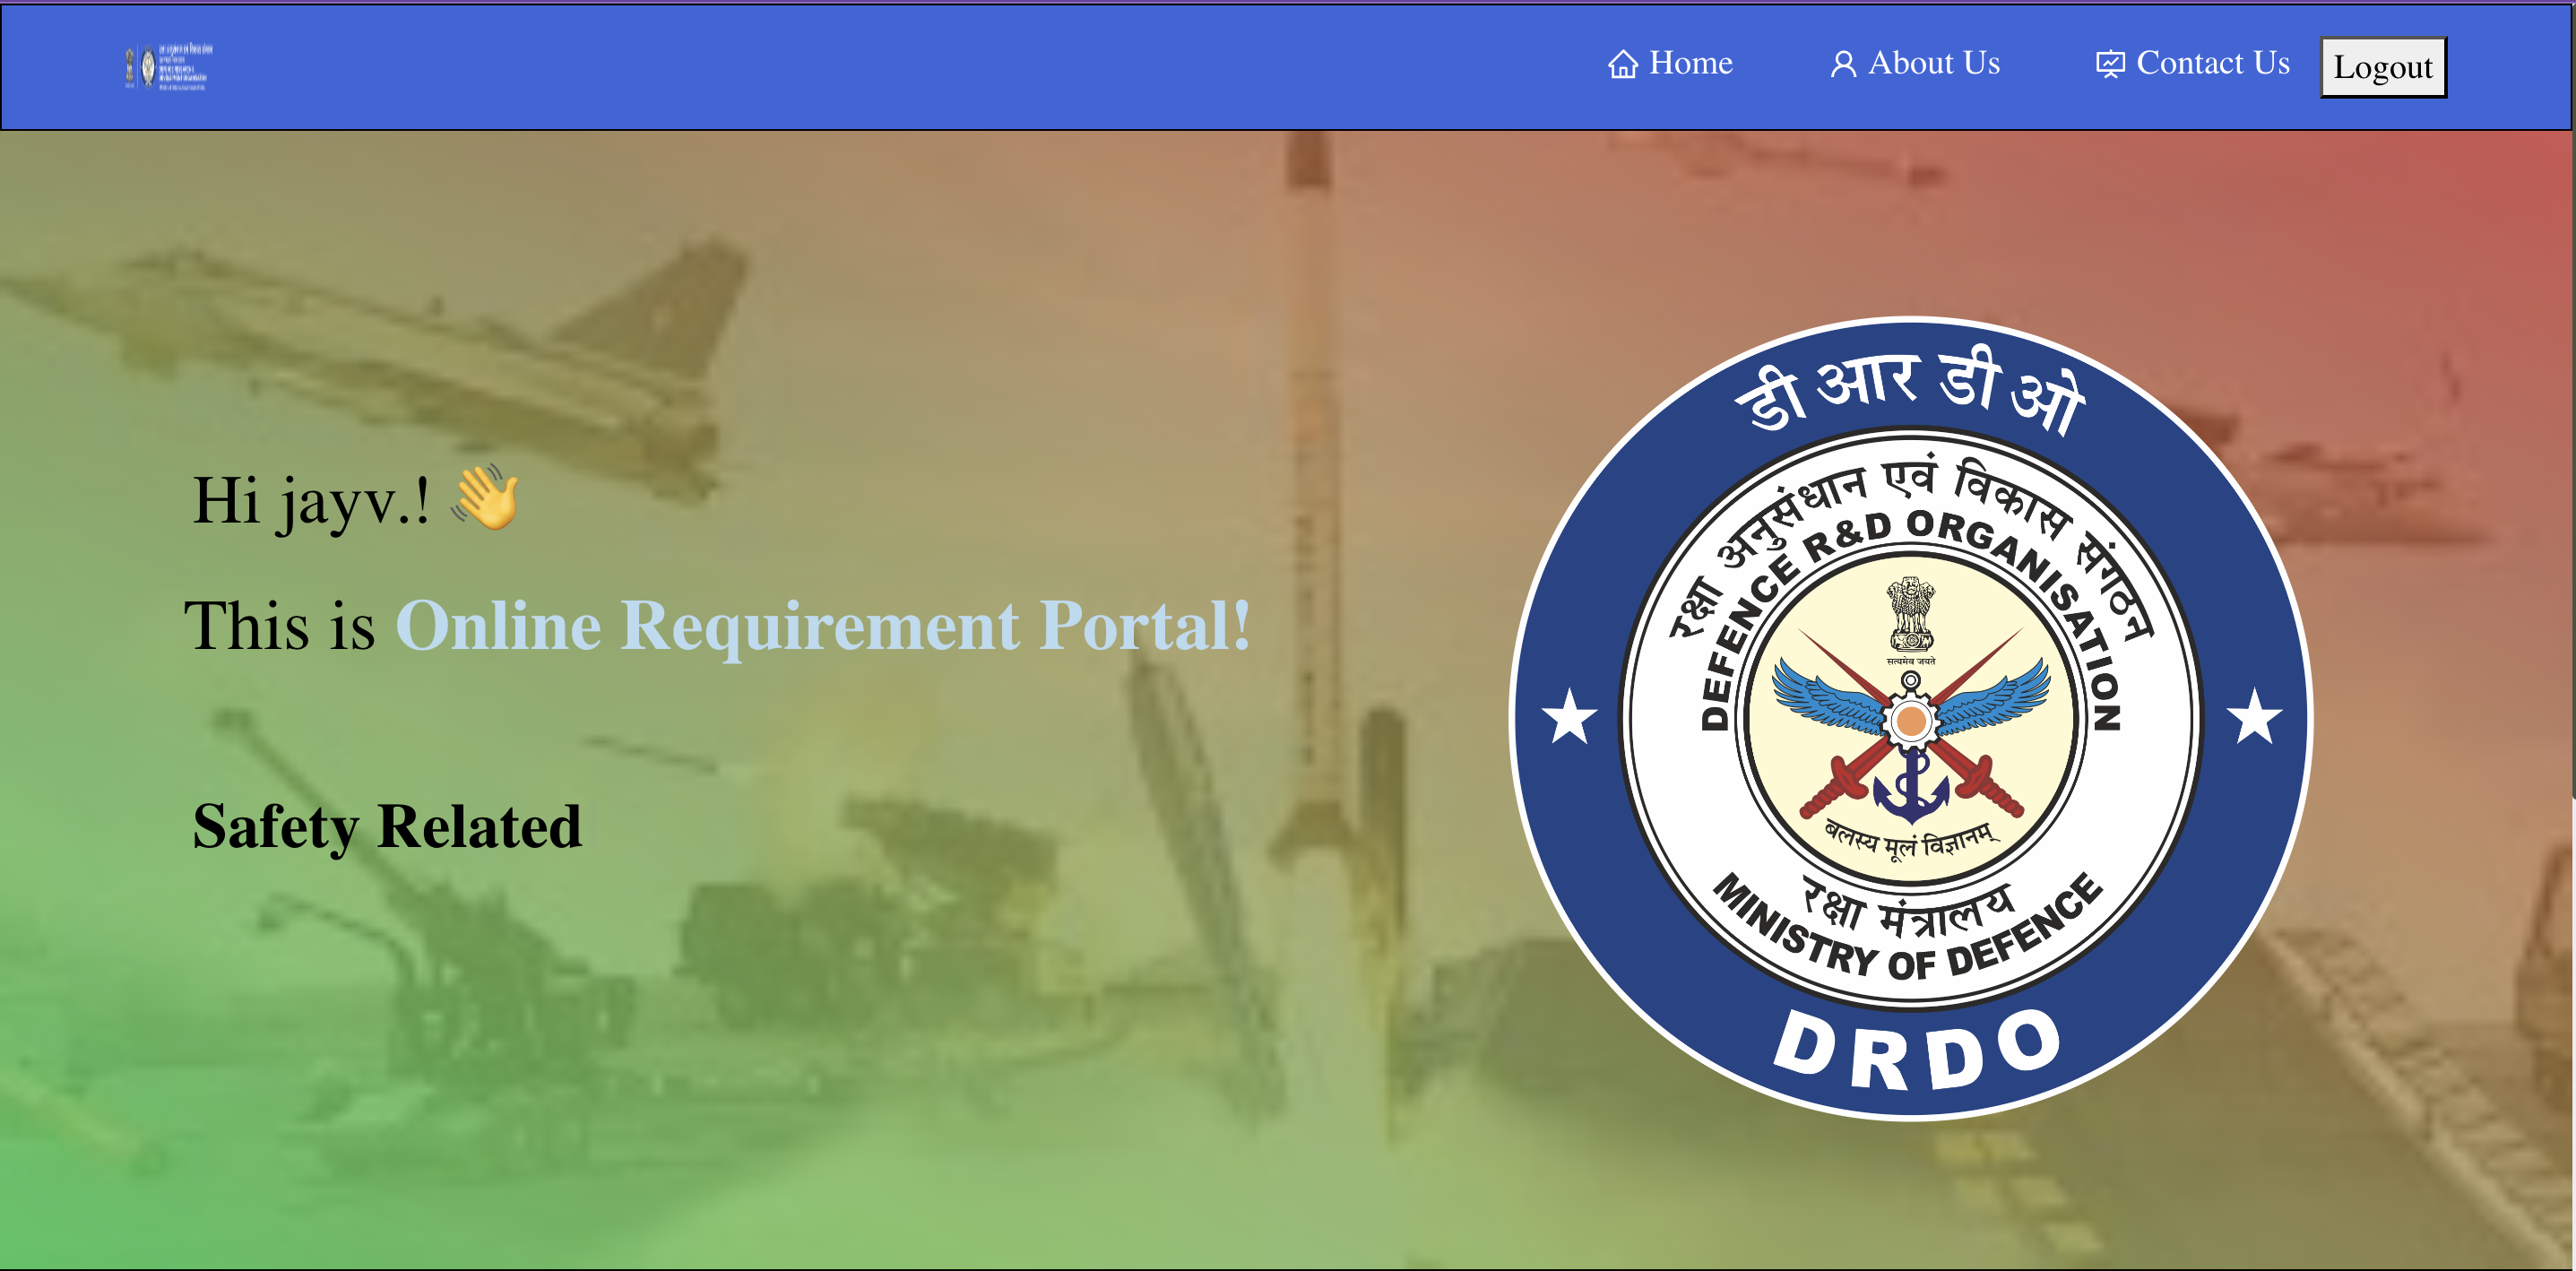 Home
About Us
Contact Us
Logout
Hi jayv.! 👋
This is Online Requirement Portal!
Safety Related
डी आर डी ओ
रक्षा अनुसंधान एवं विकास संगठन
DEFENCE R&D ORGANISATION
सत्यमेव जयते
बलस्य मूलं विज्ञानम्
रक्षा मंत्रालय
MINISTRY OF DEFENCE
DRDO